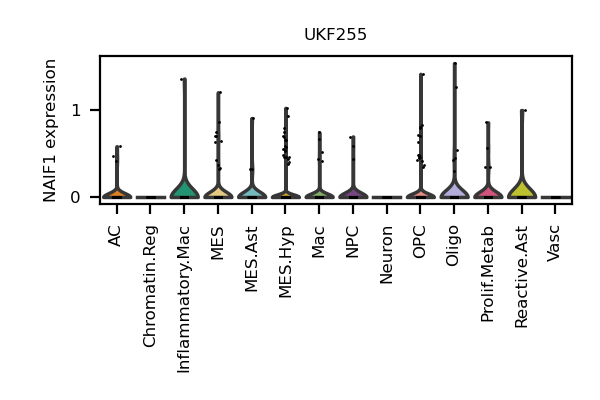 UKF255
NAIF1 expression
1
0
AC
Chromatin.Reg
Inflammatory.Mac
MES
MES.Ast
MES.Hyp
Mac
NPC
Neuron
OPC
Oligo
Prolif.Metab
Reactive.Ast
Vasc